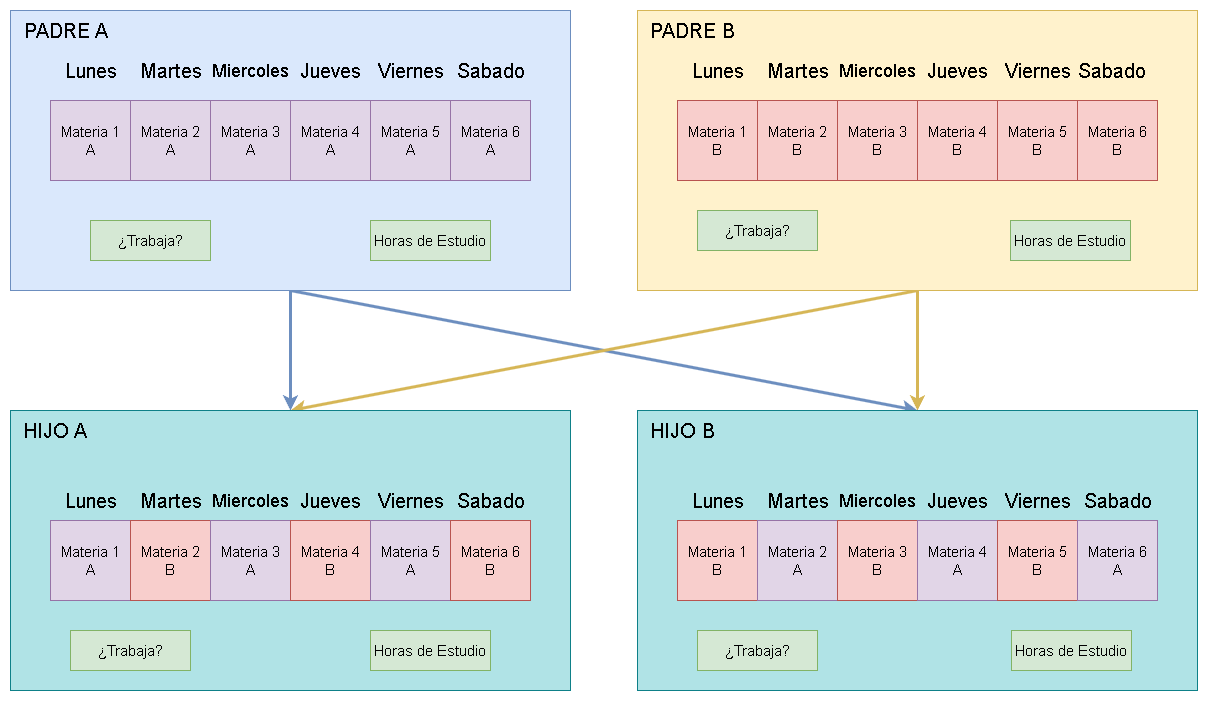 PADRE A
Lunes Martes Miercoles Jueves Viernes Sabado
Materia 1 Materia 2 Materia 3 Materia 4 Materia 5 Materia 6
A A A A A A
¿Trabaja? Horas de Estudio
PADRE B
Lunes Martes Miercoles Jueves Viernes Sabado
Materia 1 Materia 2 Materia 3 Materia 4 Materia 5 Materia 6
B B B B B B
¿Trabaja? Horas de Estudio
HIJO A
Lunes Martes Miercoles Jueves Viernes Sabado
Materia 1 Materia 2 Materia 3 Materia 4 Materia 5 Materia 6
A B A B A B
¿Trabaja? Horas de Estudio
HIJO B
Lunes Martes Miercoles Jueves Viernes Sabado
Materia 1 Materia 2 Materia 3 Materia 4 Materia 5 Materia 6
B A B A B A
¿Trabaja? Horas de Estudio